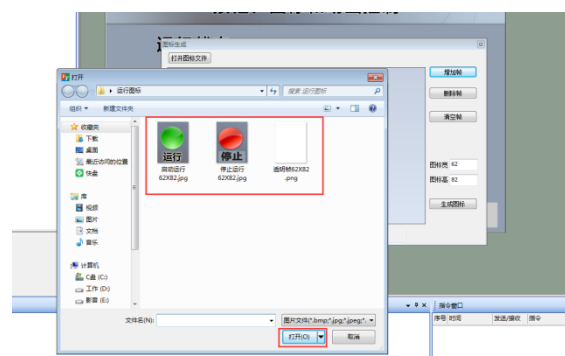 图标生成
打开图标文件
打开
增加帧
删除帧
清空帧
图标宽 62
图标高 82
生成图标
运行图标
搜索 运行图标
组织
新建文件夹
收藏夹
下载
桌面
最近访问的位置
快盘
库
视频
图片
文档
音乐
计算机
C盘 (C:)
工作 (D:)
影音 (E:)
运行
启动运行
62X82.jpg
停止
停止运行
62X82.jpg
透明帧62X82
.png
文件名(N):
图片文件(*.bmp;*.jpg;*.jpeg;*.
打开(O)
取消
指令窗口
序号 时间 发送/接收 指令